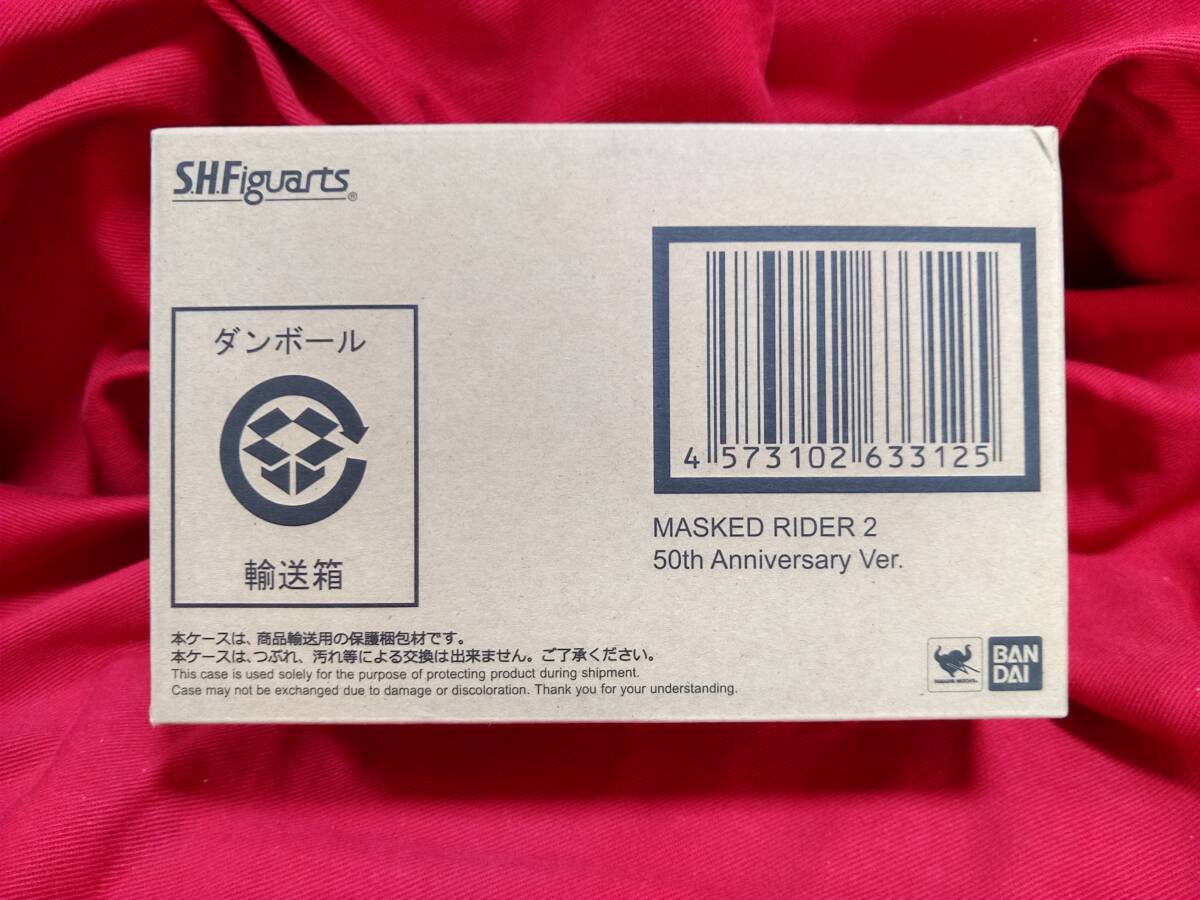 S.H.Figuarts®
ダンボール
輸送箱
4 573102 633125
MASKED RIDER 2
50th Anniversary Ver.
本ケースは、商品輸送用の保護梱包材です。
本ケースは、つぶれ、汚れ等による交換は出来ません。ご了承ください。
This case is used solely for the purpose of protecting product during shipment.
Case may not be exchanged due to damage or discoloration. Thank you for your understanding.
BAN
DAI